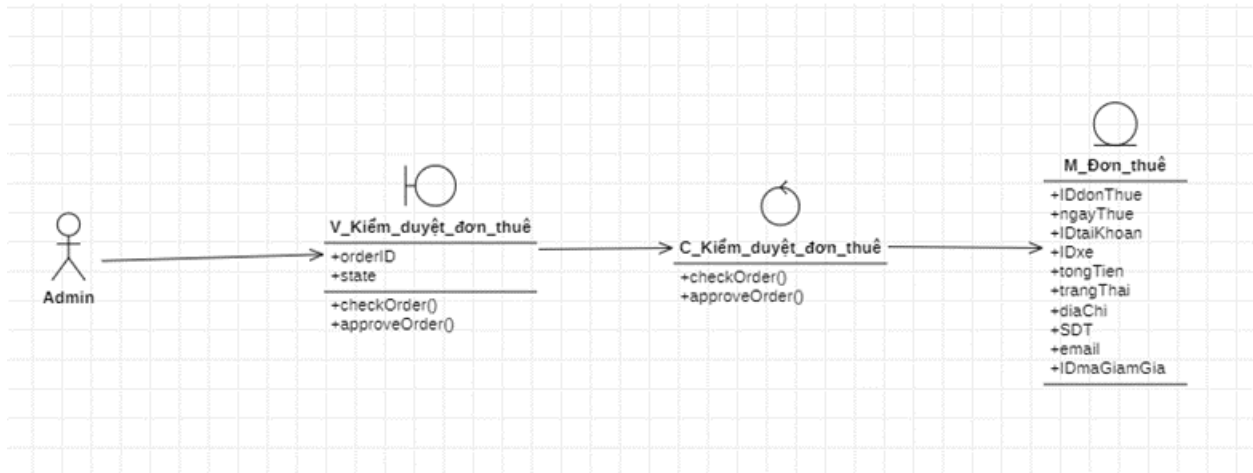 Admin
V_Kiểm_duyệt_đơn_thuê
+orderID
+state
+checkOrder()
+approveOrder()
C_Kiểm_duyệt_đơn_thuê
+checkOrder()
+approveOrder()
M_Đơn_thuê
+IDdonThue
+ngayThue
+IDtaiKhoan
+IDxe
+tongTien
+trangThai
+diaChi
+SDT
+email
+IDmaGiamGia